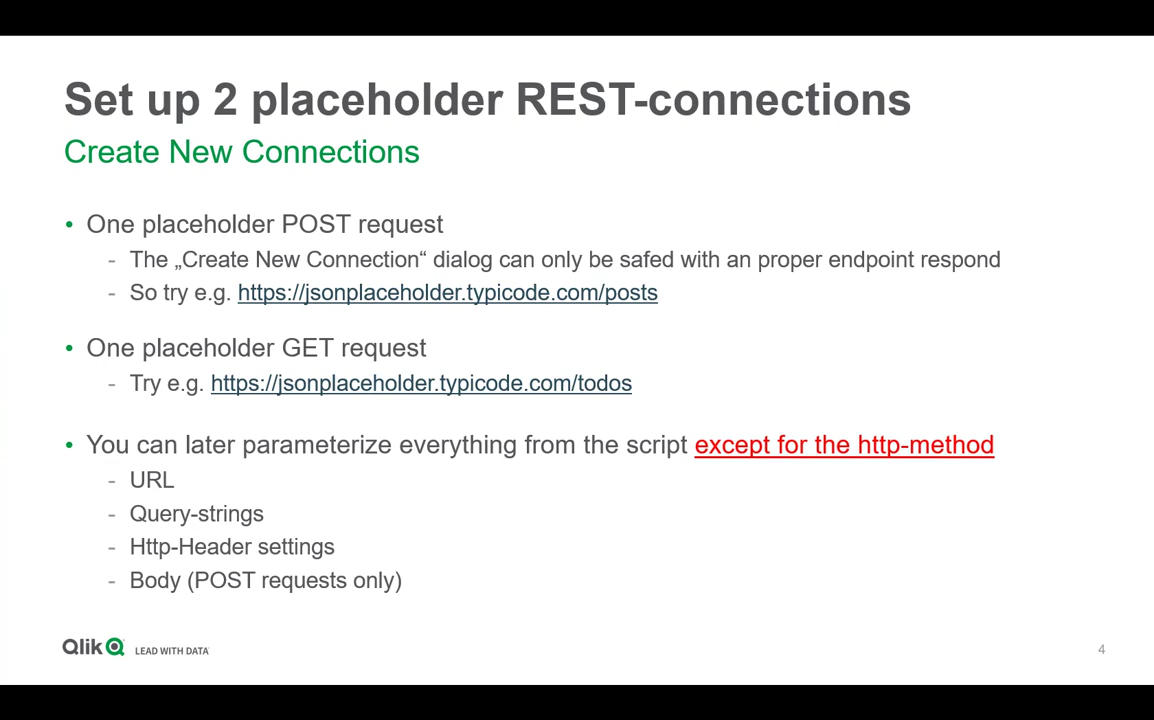 Set up 2 placeholder REST-connections
Create New Connections
• One placeholder POST request
- The „Create New Connection“ dialog can only be safed with an proper endpoint respond
- So try e.g. https://jsonplaceholder.typicode.com/posts
• One placeholder GET request
- Try e.g. https://jsonplaceholder.typicode.com/todos
• You can later parameterize everything from the script except for the http-method
- URL
- Query-strings
- Http-Header settings
- Body (POST requests only)
Qlik LEAD WITH DATA
4